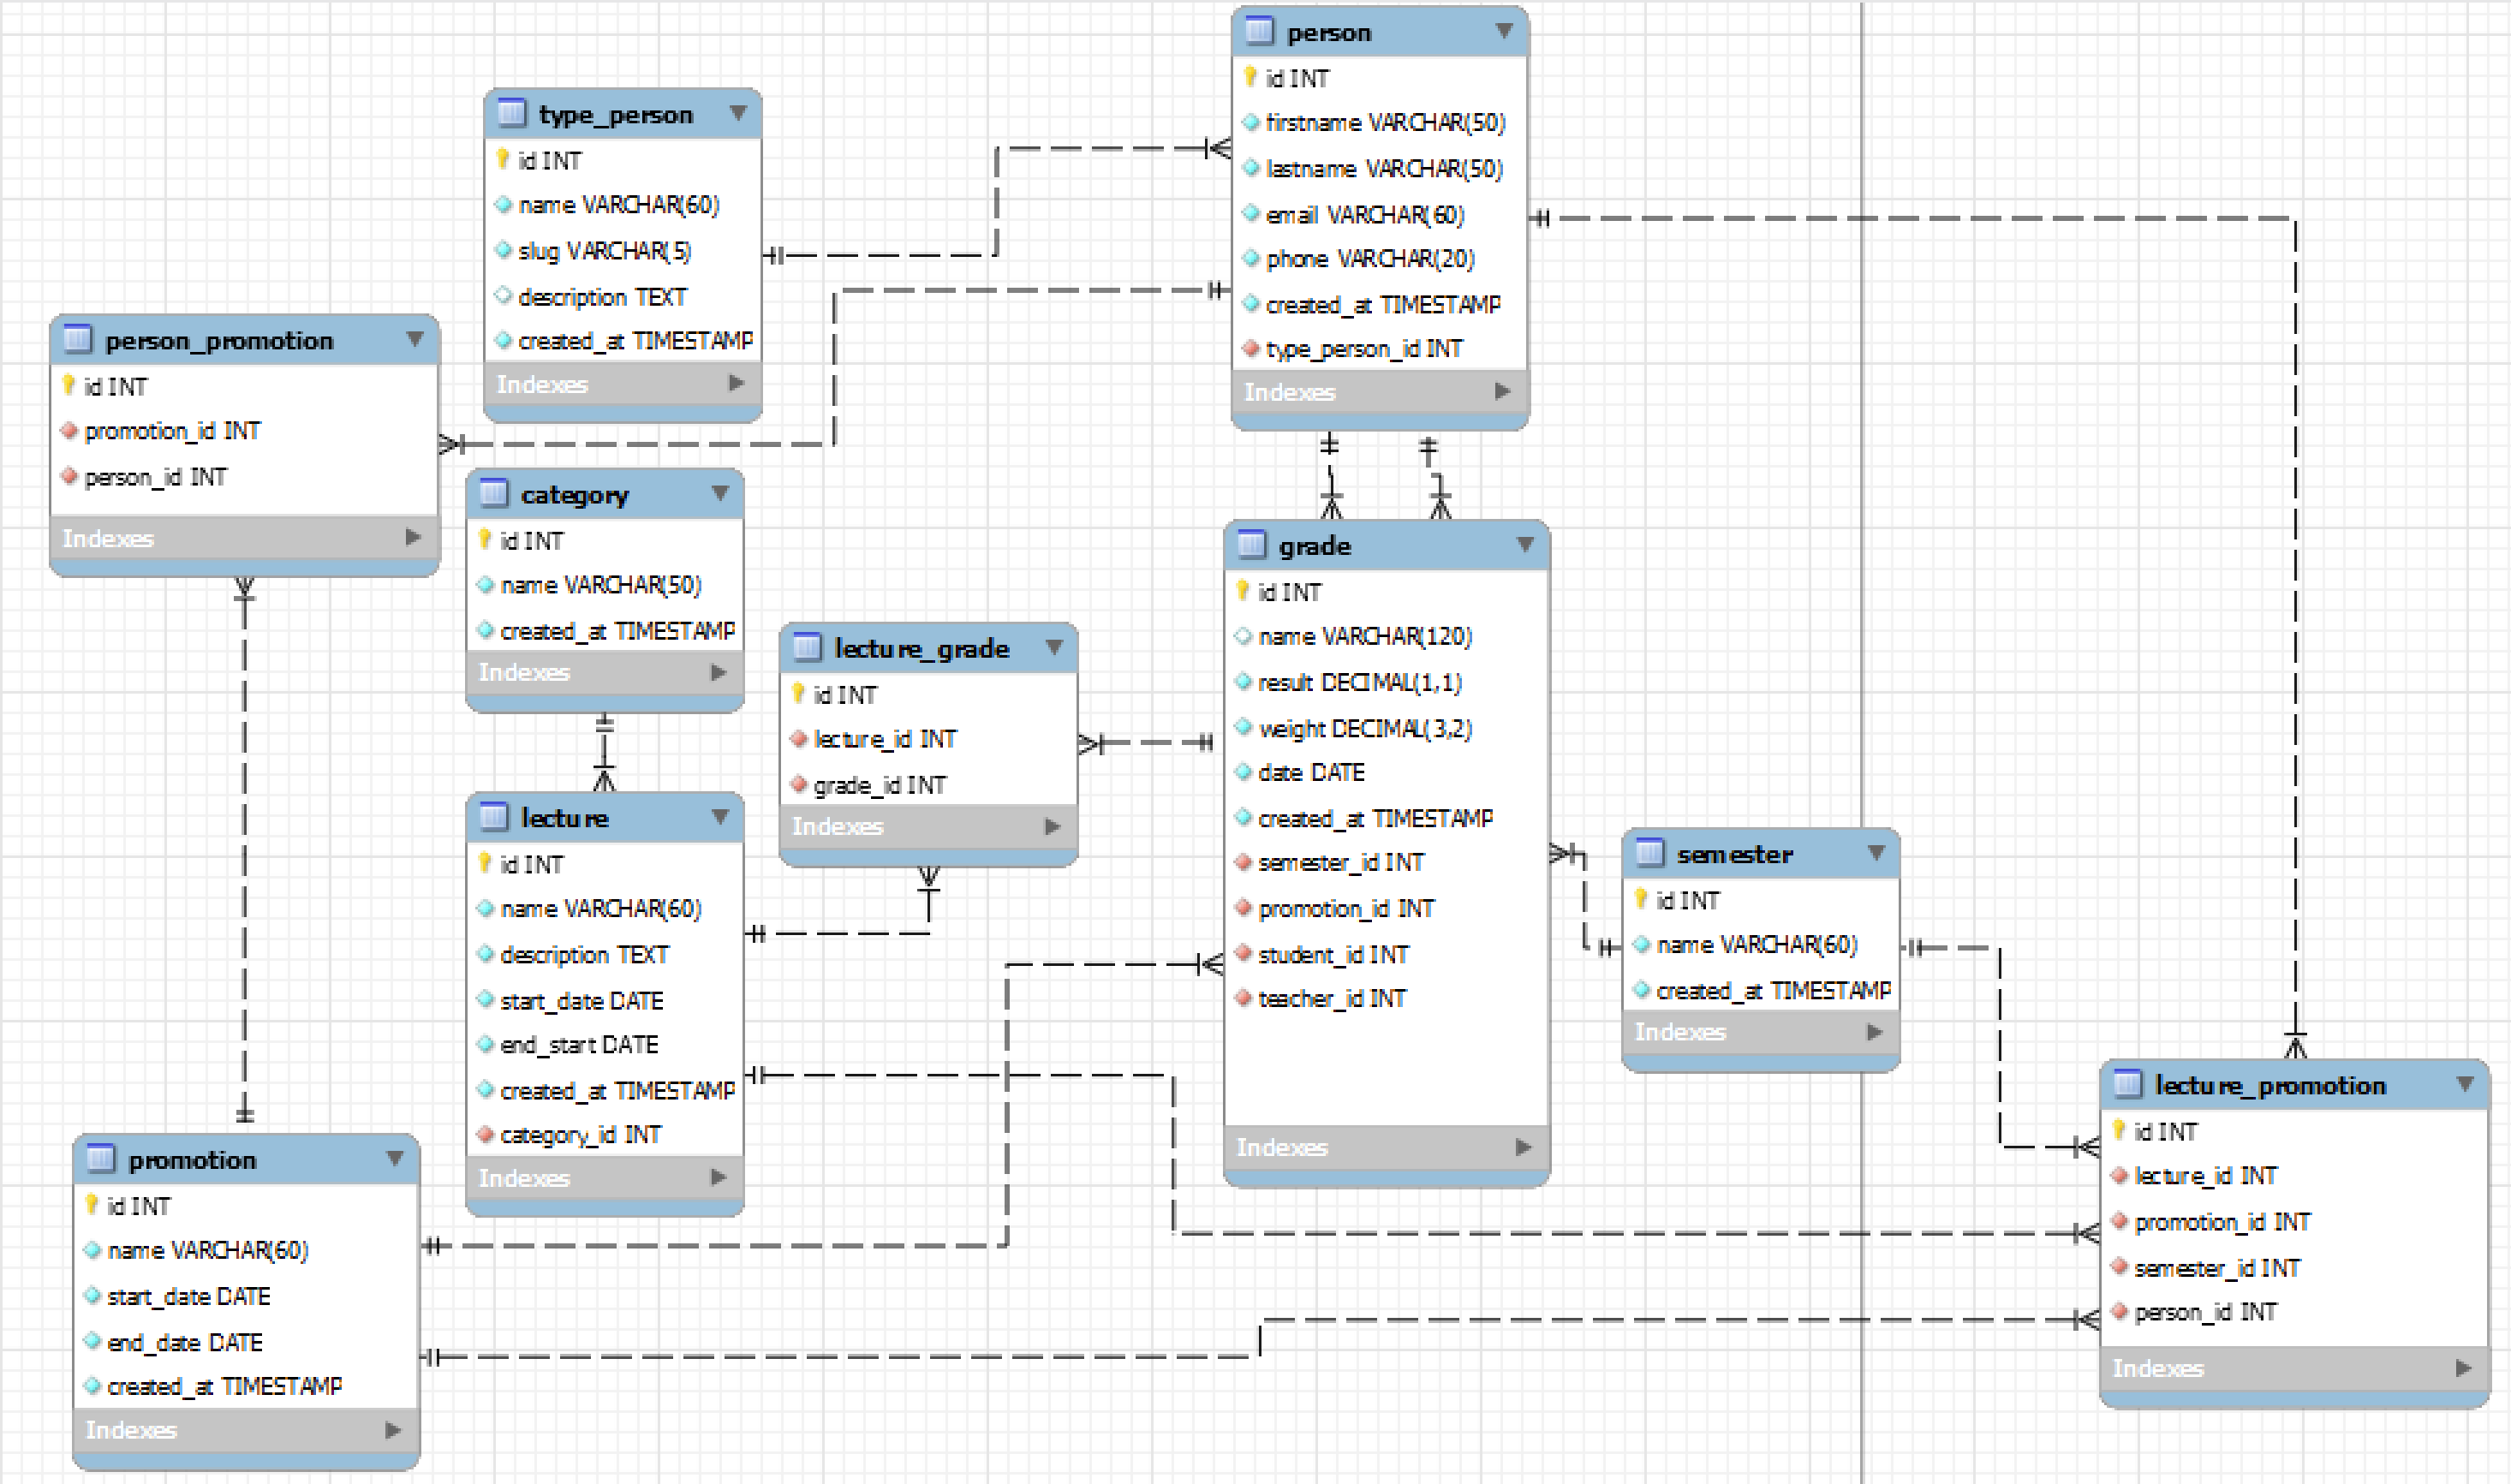 person
id INT
firstname VARCHAR(50)
lastname VARCHAR(50)
email VARCHAR(60)
phone VARCHAR(20)
created_at TIMESTAMP
type_person_id INT
Indexes
type_person
id INT
name VARCHAR(60)
slug VARCHAR(5)
description TEXT
created_at TIMESTAMP
Indexes
person_promotion
id INT
promotion_id INT
person_id INT
Indexes
category
id INT
name VARCHAR(50)
created_at TIMESTAMP
Indexes
lecture_grade
id INT
lecture_id INT
grade_id INT
Indexes
grade
id INT
name VARCHAR(120)
result DECIMAL(1,1)
weight DECIMAL(3,2)
date DATE
created_at TIMESTAMP
semester_id INT
promotion_id INT
student_id INT
teacher_id INT
Indexes
lecture
id INT
name VARCHAR(60)
description TEXT
start_date DATE
end_start DATE
created_at TIMESTAMP
category_id INT
Indexes
semester
id INT
name VARCHAR(60)
created_at TIMESTAMP
Indexes
lecture_promotion
id INT
lecture_id INT
promotion_id INT
semester_id INT
person_id INT
Indexes
promotion
id INT
name VARCHAR(60)
start_date DATE
end_date DATE
created_at TIMESTAMP
Indexes